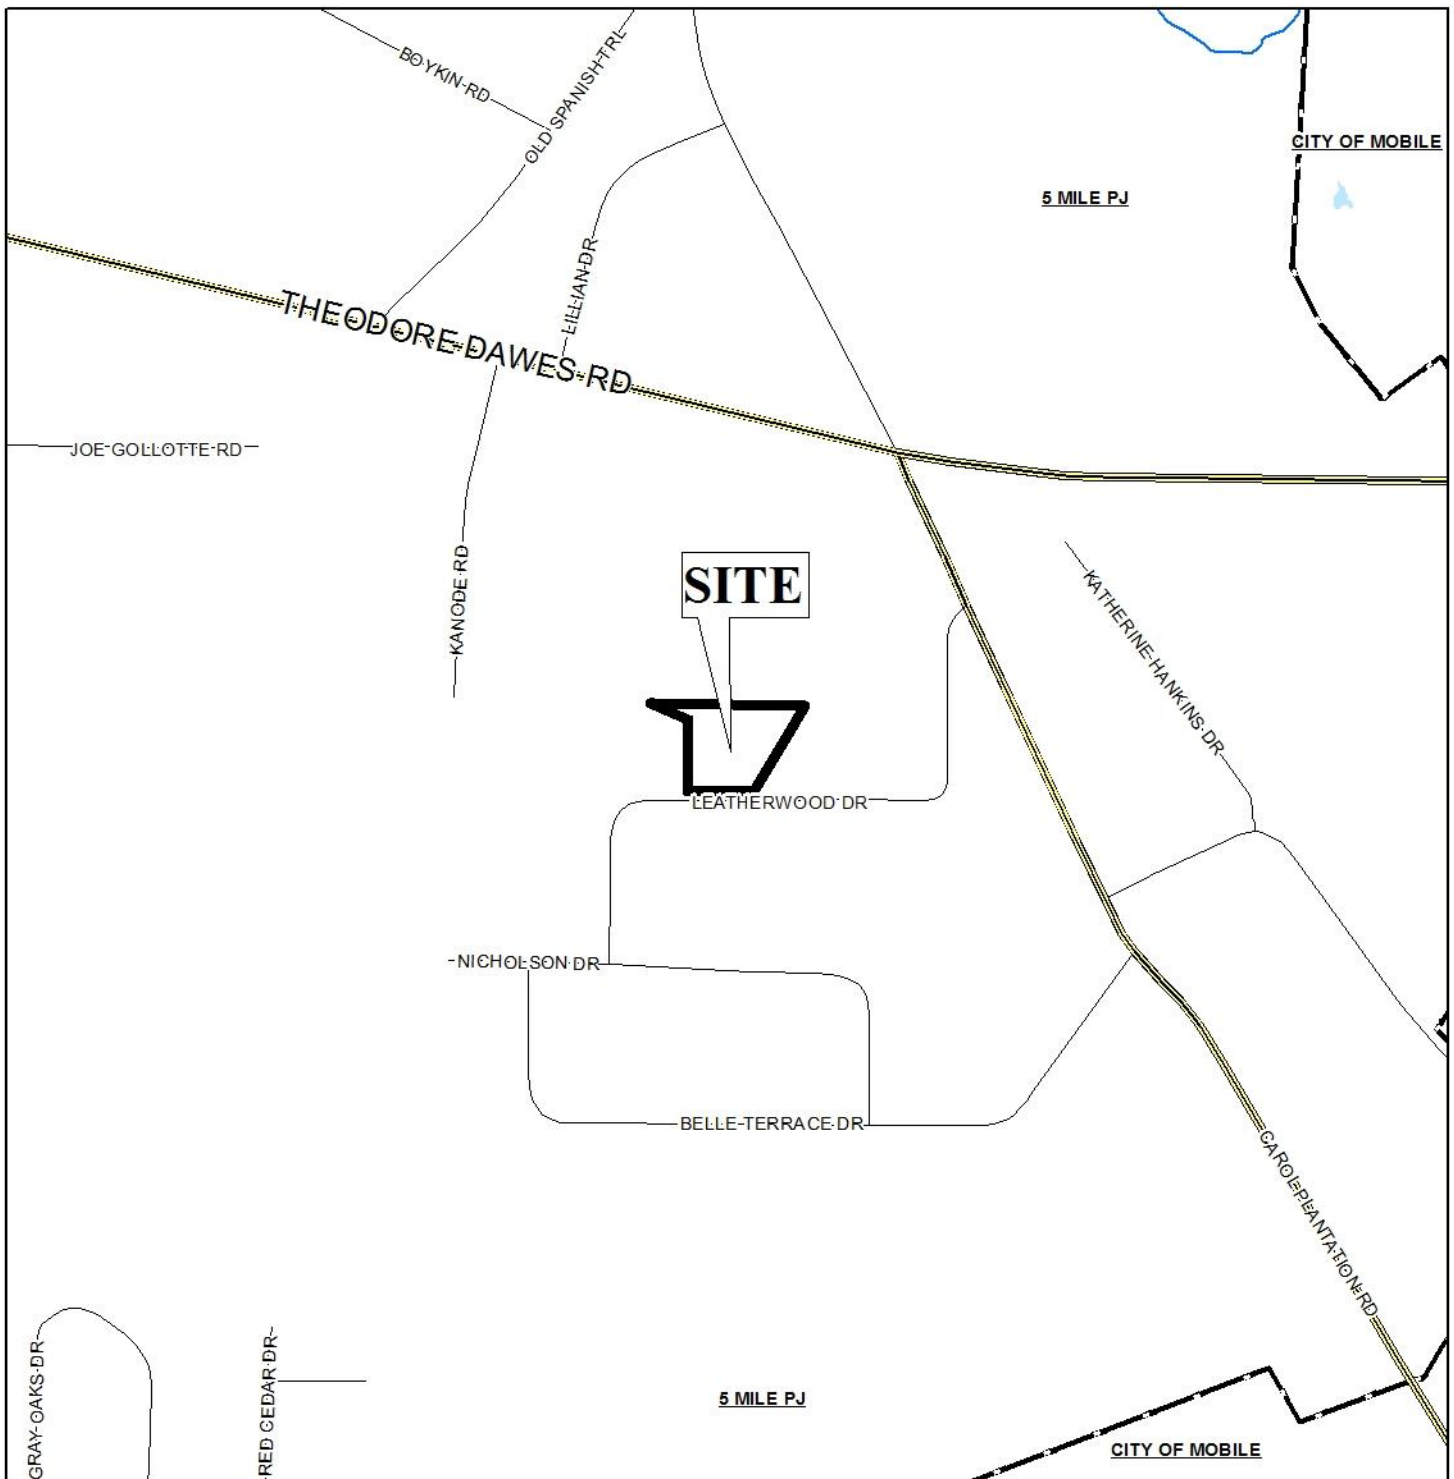 BOYKIN RD
OLD SPANISH TRL
CITY OF MOBILE
5 MILE PJ
LILLIAN DR
THEODORE DAWES RD
JOE GOLLOTTE RD
KANODE RD
SITE
KATHERINE HANKINS DR
LEATHERWOOD DR
NICHOLSON DR
BELLE TERRACE DR
CAROL PLANTATION RD
GRAY OAKS DR
RED CEDAR DR
5 MILE PJ
CITY OF MOBILE